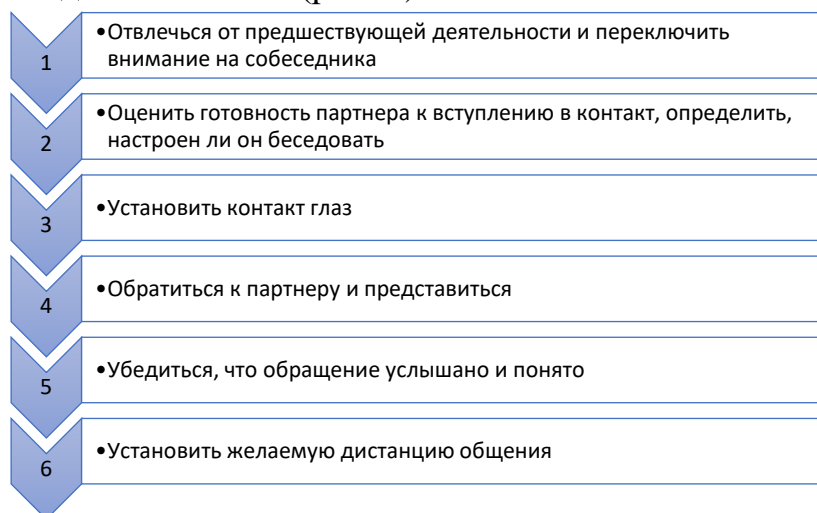 1
•Отвлечься от предшествующей деятельности и переключить
внимание на собеседника
2
•Оценить готовность партнера к вступлению в контакт, определить,
настроен ли он беседовать
3
•Установить контакт глаз
4
•Обратиться к партнеру и представиться
5
•Убедиться, что обращение услышано и понято
6
•Установить желаемую дистанцию общения